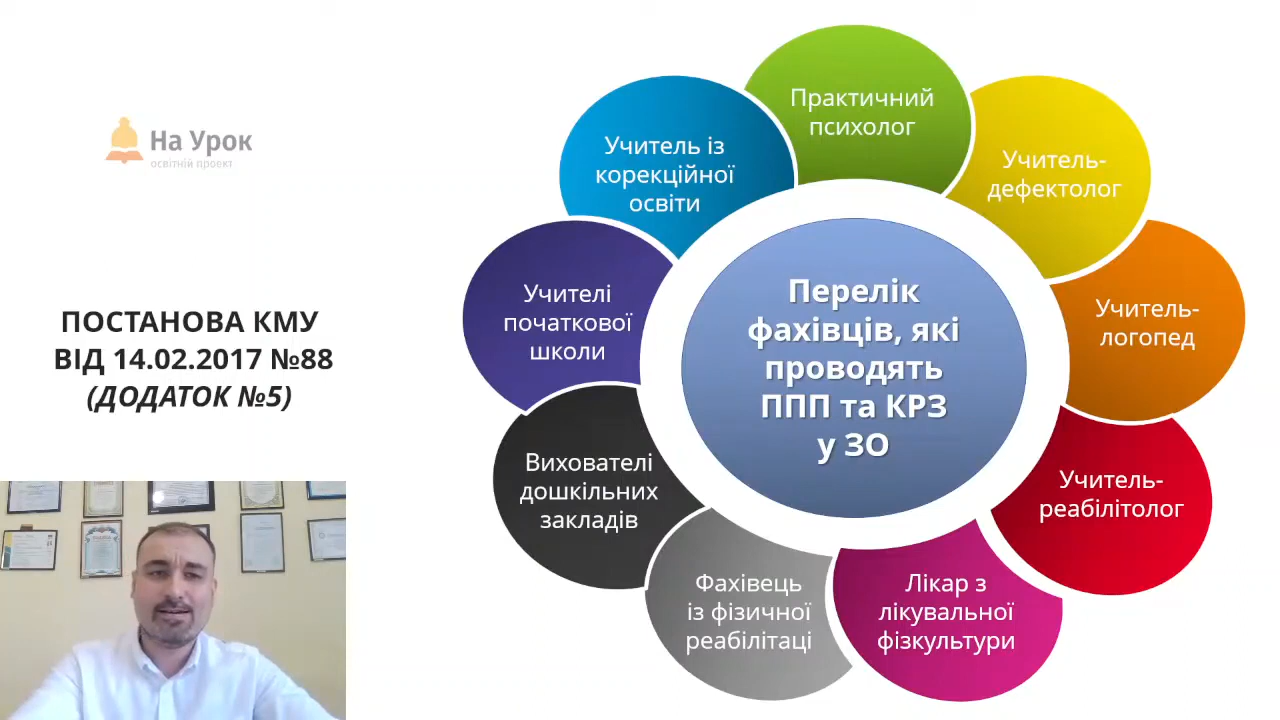 На Урок
освітній проект
ПОСТАНОВА КМУ
ВІД 14.02.2017 №88
(ДОДАТОК №5)
Перелік
фахівців, які
проводять
ППП та КРЗ
у ЗО
Практичний
психолог
Учитель-
дефектолог
Учитель-
логопед
Учитель-
реабілітолог
Лікар з
лікувальної
фізкультури
Фахівець
із фізичної
реабілітаці
Вихователі
дошкільних
закладів
Учителі
початкової
школи
Учитель із
корекційної
освіти